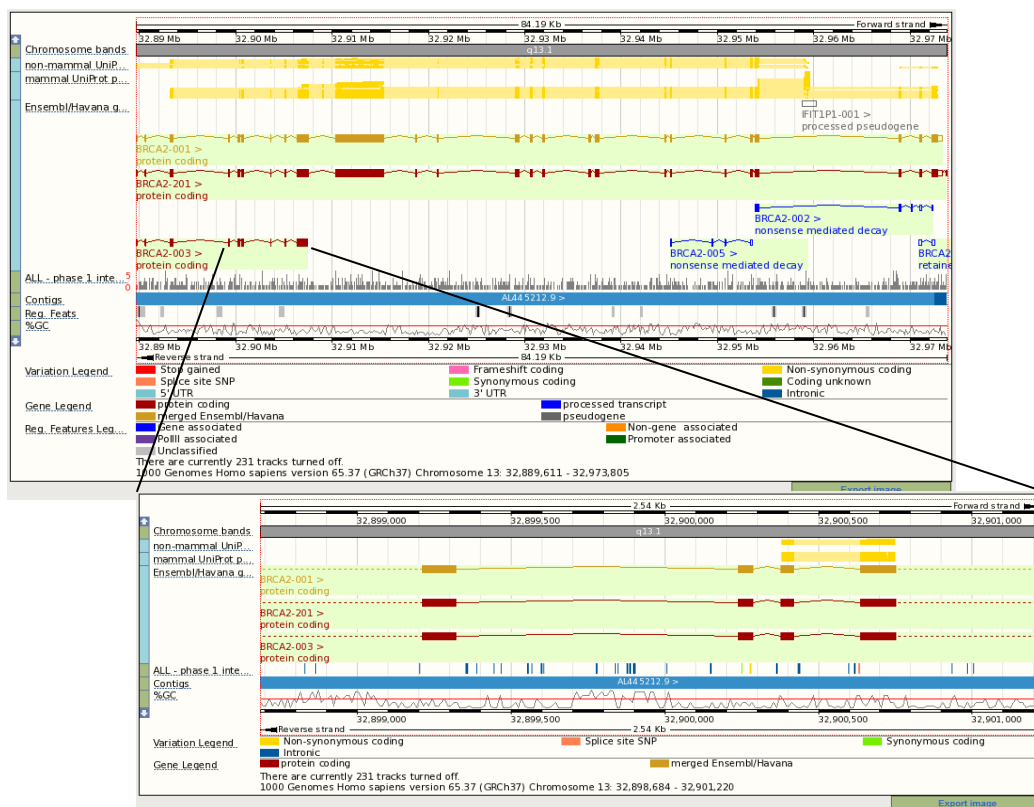 84.19 Kb Forward strand
32.89 Mb 32.90 Mb 32.91 Mb 32.92 Mb 32.93 Mb 32.94 Mb 32.95 Mb 32.96 Mb 32.97 Mb
Chromosome bands q13.1
non-mammal UniP...
mammal UniProt p...
Ensembl/Havana g...
IFIT1P1-001 >
processed pseudogene
BRCA2-001 >
protein coding
BRCA2-201 >
protein coding
BRCA2-002 >
nonsense mediated decay
BRCA2-003 > BRCA2-005 > BRCA2
protein coding nonsense mediated decay retaine
ALL - phase 1 inte... 5
0
Contigs AL445212.9 >
Reg. Feats
%GC
32.89 Mb 32.90 Mb 32.91 Mb 32.92 Mb 32.93 Mb 32.94 Mb 32.95 Mb 32.96 Mb 32.97 Mb
Reverse strand 84.19 Kb
Variation Legend Stop gained Frameshift coding Non-synonymous coding
Splice site SNP Synonymous coding Coding unknown
5' UTR 3' UTR Intronic
Gene Legend protein coding processed transcript
merged Ensembl/Havana pseudogene
Reg. Features Leg... Gene associated Non-gene associated
PolIII associated Promoter associated
Unclassified
There are currently 231 tracks turned off.
1000 Genomes Homo sapiens version 65.37 (GRCh37) Chromosome 13: 32,889,611 - 32,973,805
Export image
2.54 Kb Forward strand
32,899,000 32,899,500 32,900,000 32,900,500 32,901,000
Chromosome bands q13.1
non-mammal UniP...
mammal UniProt p...
Ensembl/Havana g...
BRCA2-001 >
protein coding
BRCA2-201 >
protein coding
BRCA2-003 >
protein coding
ALL - phase 1 inte...
Contigs AL445212.9 >
%GC
32,899,000 32,899,500 32,900,000 32,900,500 32,901,000
Reverse strand 2.54 Kb
Variation Legend Non-synonymous coding Splice site SNP Synonymous coding
Intronic
Gene Legend protein coding merged Ensembl/Havana
There are currently 231 tracks turned off.
1000 Genomes Homo sapiens version 65.37 (GRCh37) Chromosome 13: 32,898,684 - 32,901,220
Export image